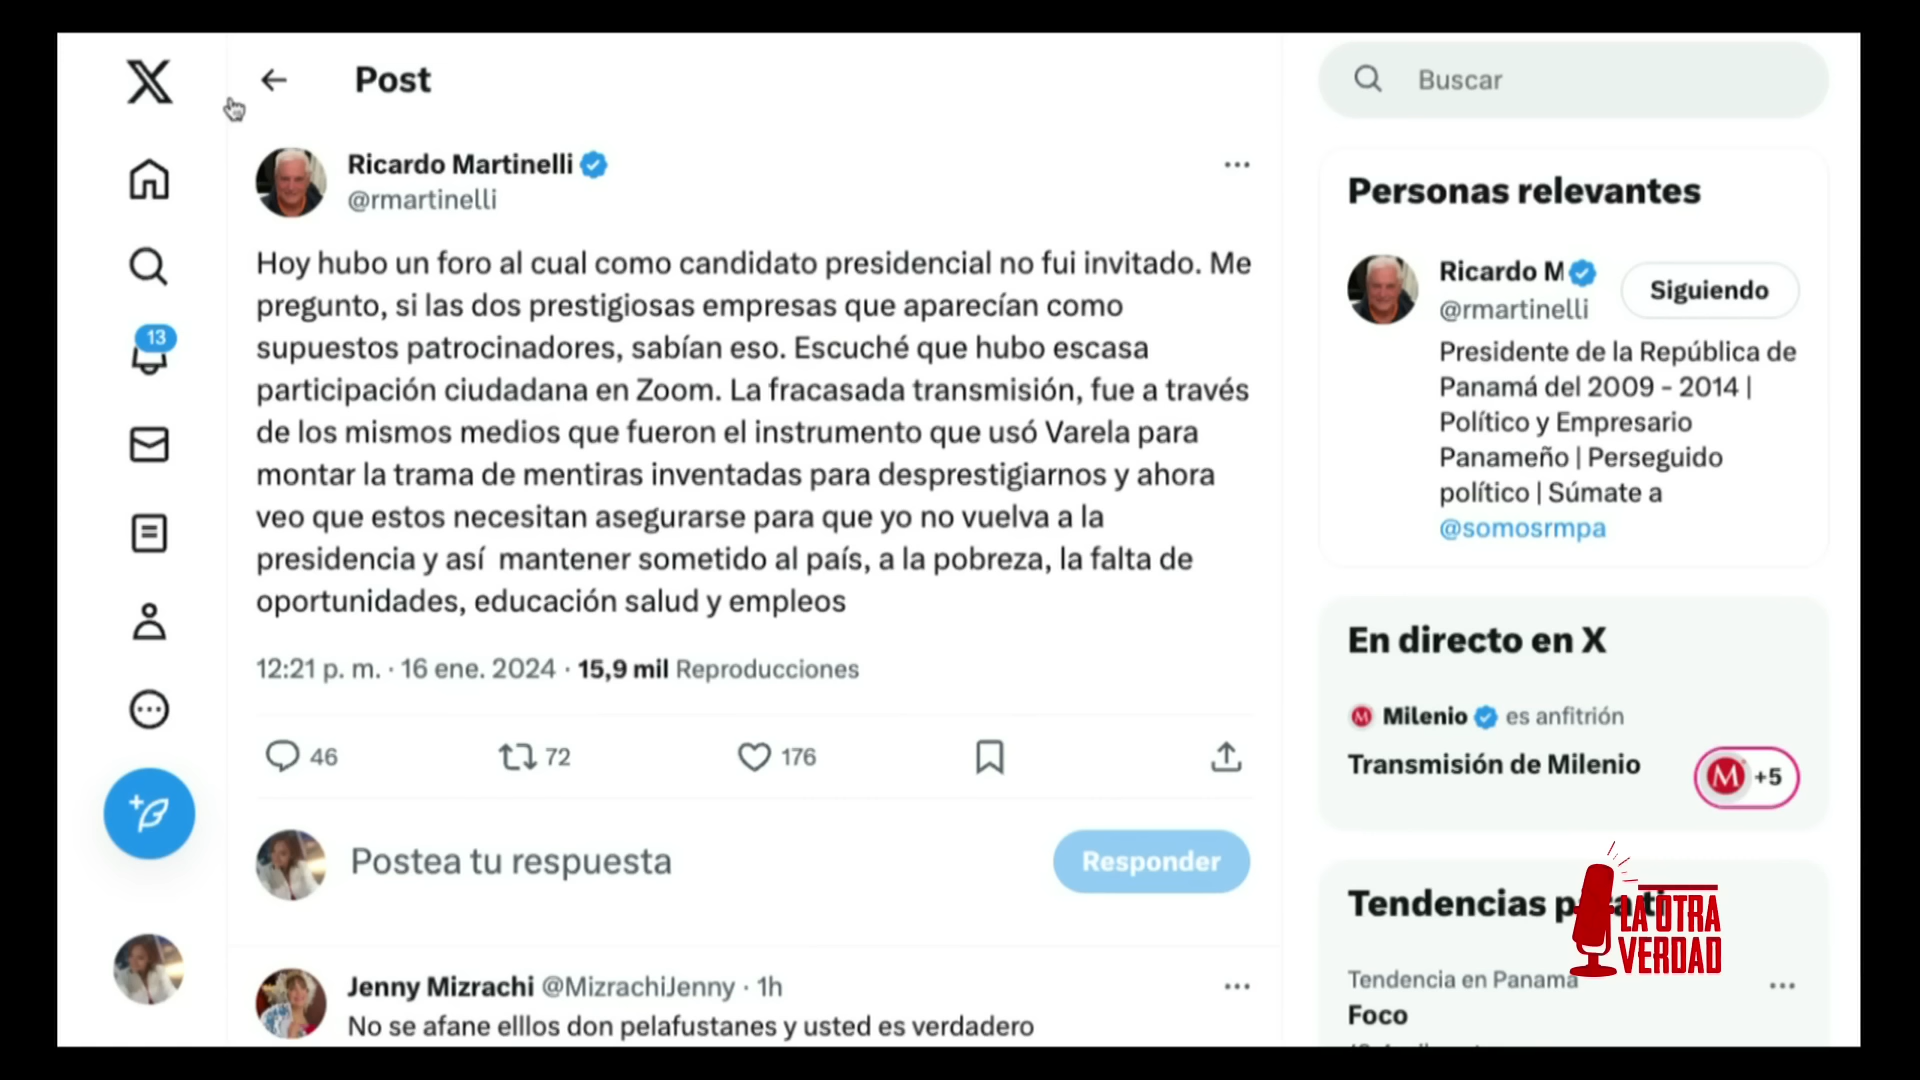 Post
Ricardo Martinelli
@rmartinelli
Hoy hubo un foro al cual como candidato presidencial no fui invitado. Me
pregunto, si las dos prestigiosas empresas que aparecían como
supuestos patrocinadores, sabían eso. Escuché que hubo escasa
participación ciudadana en Zoom. La fracasada transmisión, fue a través
de los mismos medios que fueron el instrumento que usó Varela para
montar la trama de mentiras inventadas para desprestigiarnos y ahora
veo que estos necesitan asegurarse para que yo no vuelva a la
presidencia y así  mantener sometido al país, a la pobreza, la falta de
oportunidades, educación salud y empleos
12:21 p. m. · 16 ene. 2024 · 15,9 mil Reproducciones
46 72 176
Postea tu respuesta
Responder
Jenny Mizrachi @MizrachiJenny · 1h
No se afane elllos don pelafustanes y usted es verdadero
13
Buscar
Personas relevantes
Ricardo M
@rmartinelli
Siguiendo
Presidente de la República de
Panamá del 2009 - 2014 |
Político y Empresario
Panameño | Perseguido
político | Súmate a
@somosrmpa
En directo en X
Milenio es anfitrión
Transmisión de Milenio
M +5
Tendencias para ti
LA OTRA
VERDAD
Tendencia en Panamá
Foco